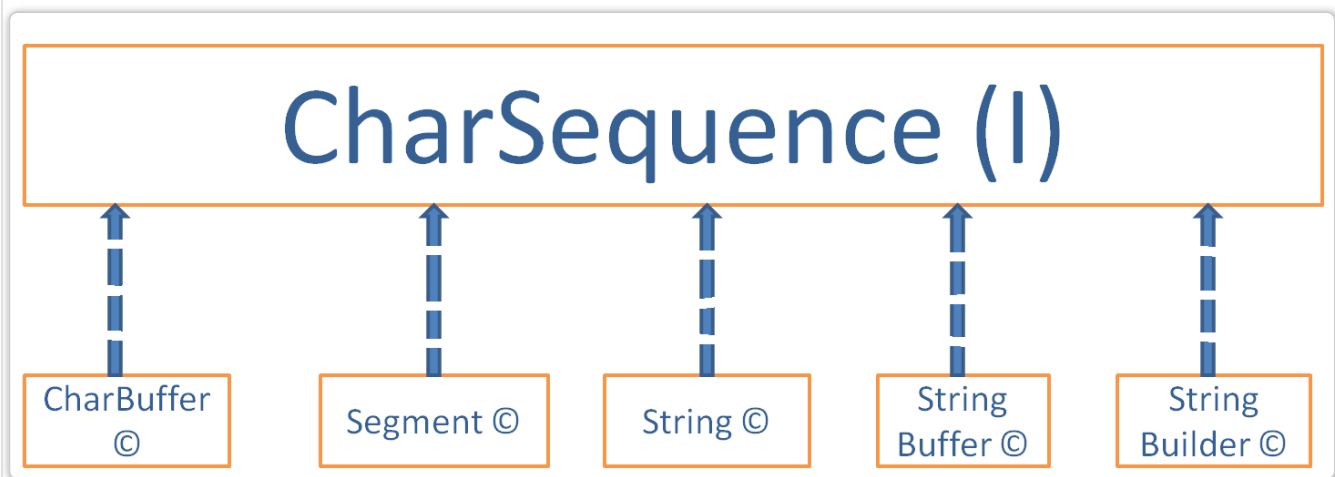 CharSequence (I)
CharBuffer
©
Segment ©
String ©
String
Buffer ©
String
Builder ©